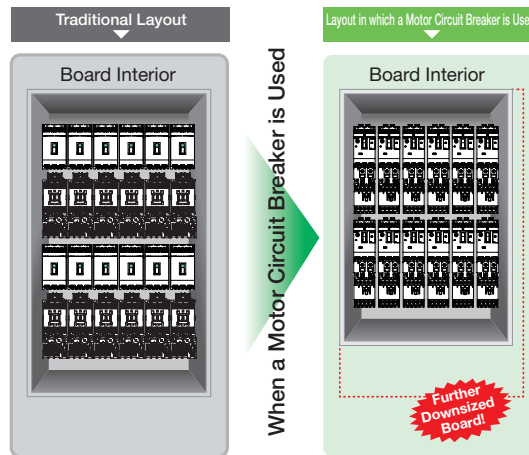 Traditional Layout
Board Interior
When a Motor Circuit Breaker is Used
Layout in which a Motor Circuit Breaker is Use
Board Interior
Further
Downsized
Board!